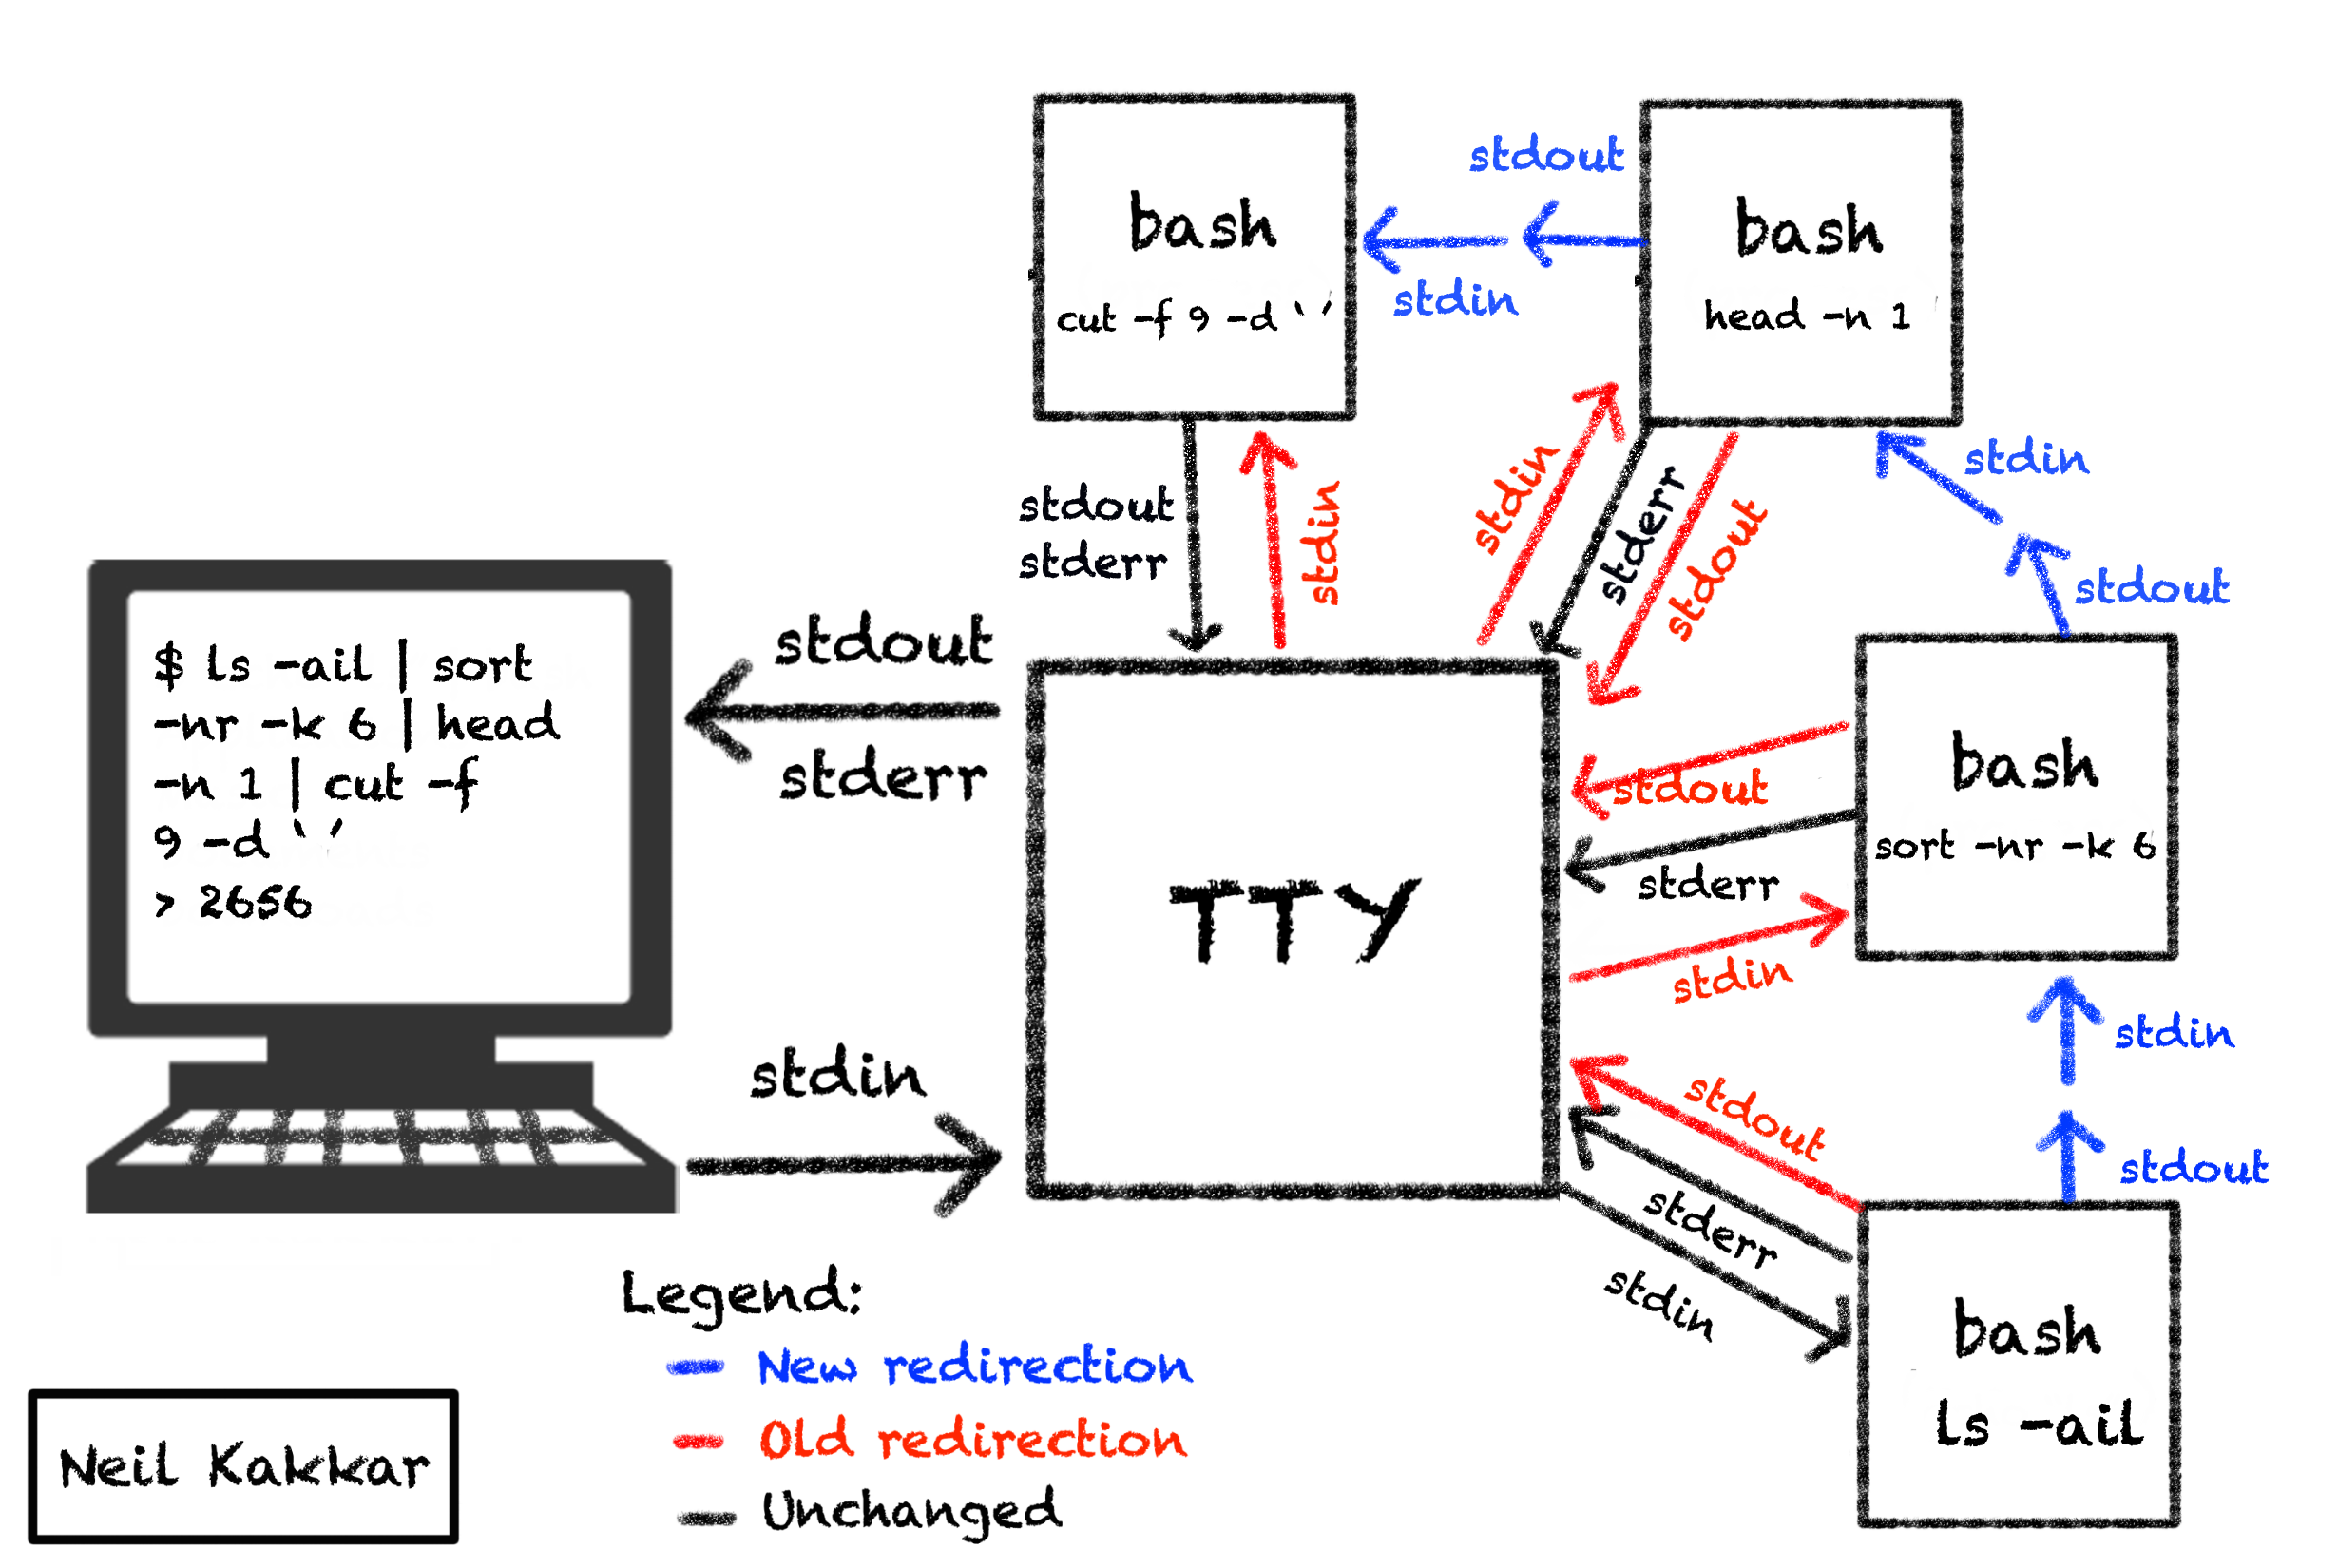 bash
cut -f 9 -d ‘ ’
stdout
stdin
bash
head -n 1
stdin
stdout
stdout
stderr
stdin
stdin
stderr
stdout
$ ls -ail | sort
-nr -k 6 | head
-n 1 | cut -f
9 -d ‘ ’
> 2656
stdout
stderr
stdin
TTY
stdout
stderr
stdin
bash
sort -nr -k 6
stdin
stdout
stdout
stderr
stdin
bash
ls -ail
Legend:
New redirection
Old redirection
Unchanged
Neil Kakkar